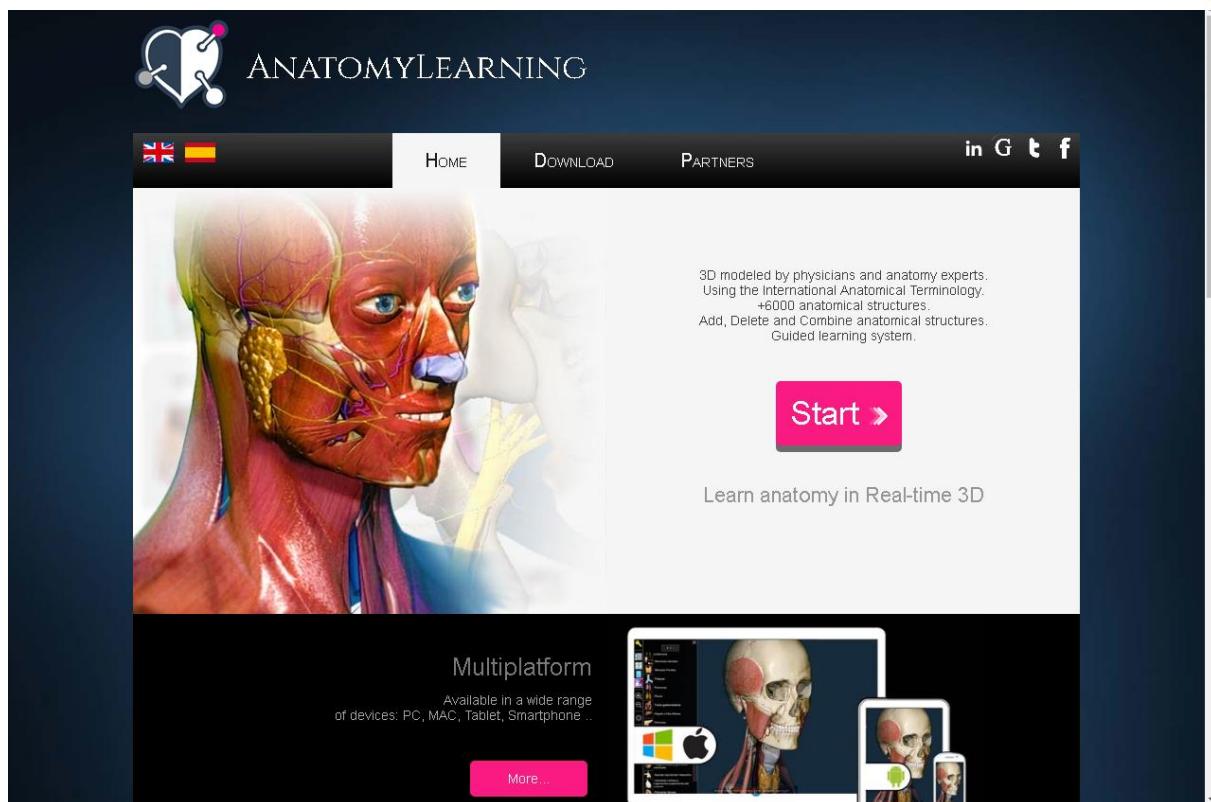 ANATOMYLEARNING
HOME
DOWNLOAD
PARTNERS
in G t f
3D modeled by physicians and anatomy experts.
Using the International Anatomical Terminology.
+6000 anatomical structures.
Add, Delete and Combine anatomical structures.
Guided learning system.
Start »
Learn anatomy in Real-time 3D
Multiplatform
Available in a wide range
of devices: PC, MAC, Tablet, Smartphone ..
More...